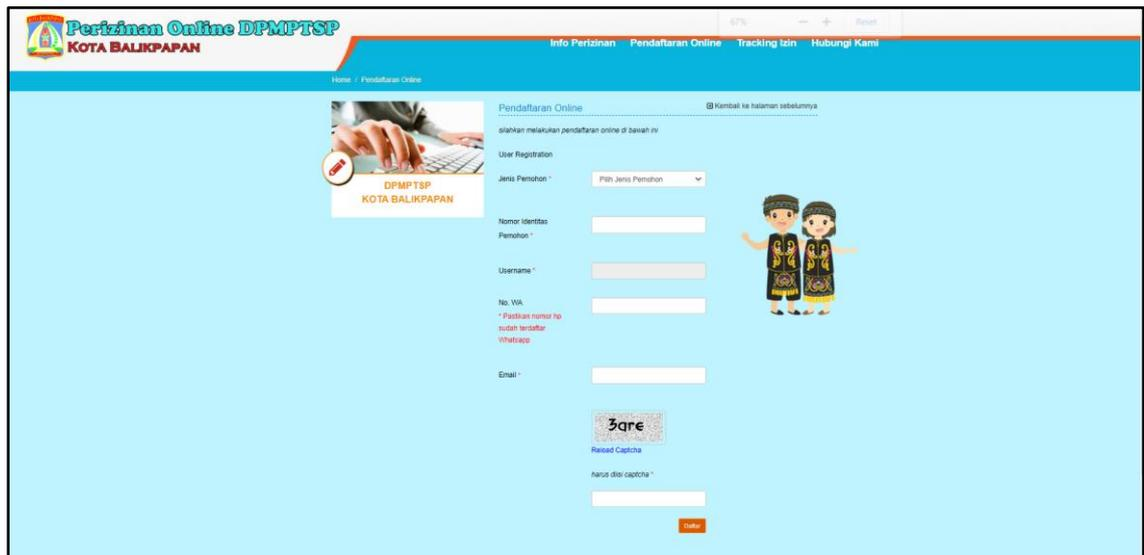 Perizinan Online DPMPTSP
KOTA BALIKPAPAN
67% − + Reset
Info Perizinan Pendaftaran Online Tracking Izin Hubungi Kami
Home / Pendaftaran Online
DPMPTSP
KOTA BALIKPAPAN
Pendaftaran Online
Kembali ke halaman sebelumnya
silahkan melakukan pendaftaran online di bawah ini
User Registration
Jenis Pemohon *
Pilih Jenis Pemohon
Nomor Identitas
Pemohon *
Username *
No. WA
* Pastikan nomor hp
sudah terdaftar
Whatsapp
Email *
3qre
Reload Captcha
harus diisi captcha *
Daftar